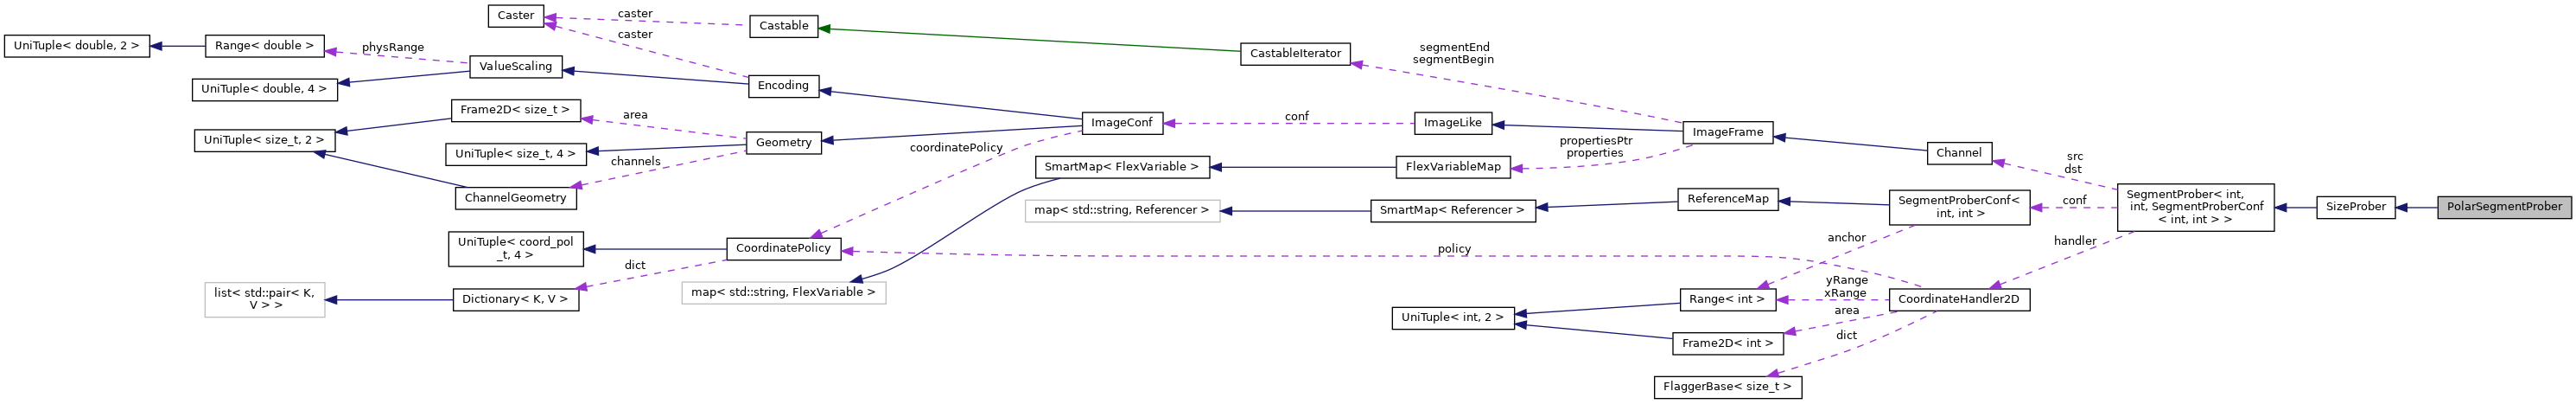 Caster
caster
Castable
caster
UniTuple< double, 2 >
Range< double >
physRange
segmentEnd
segmentBegin
CastableIterator
ValueScaling
UniTuple< double, 4 >
Encoding
Frame2D< size_t >
area
ImageConf
conf
ImageLike
ImageFrame
UniTuple< size_t, 2 >
Geometry
UniTuple< size_t, 4 >
channels
coordinatePolicy
propertiesPtr
properties
Channel
src
dst
SmartMap< FlexVariable >
FlexVariableMap
ChannelGeometry
map< std::string, Referencer >
SmartMap< Referencer >
ReferenceMap
SegmentProberConf<
int, int >
conf
SegmentProber< int,
int, SegmentProberConf
< int, int > >
SizeProber
PolarSegmentProber
UniTuple< coord_pol
_t, 4 >
CoordinatePolicy
policy
anchor
handler
dict
list< std::pair< K,
V > >
Dictionary< K, V >
map< std::string, FlexVariable >
yRange
xRange
Range< int >
CoordinateHandler2D
UniTuple< int, 2 >
area
Frame2D< int >
dict
FlaggerBase< size_t >